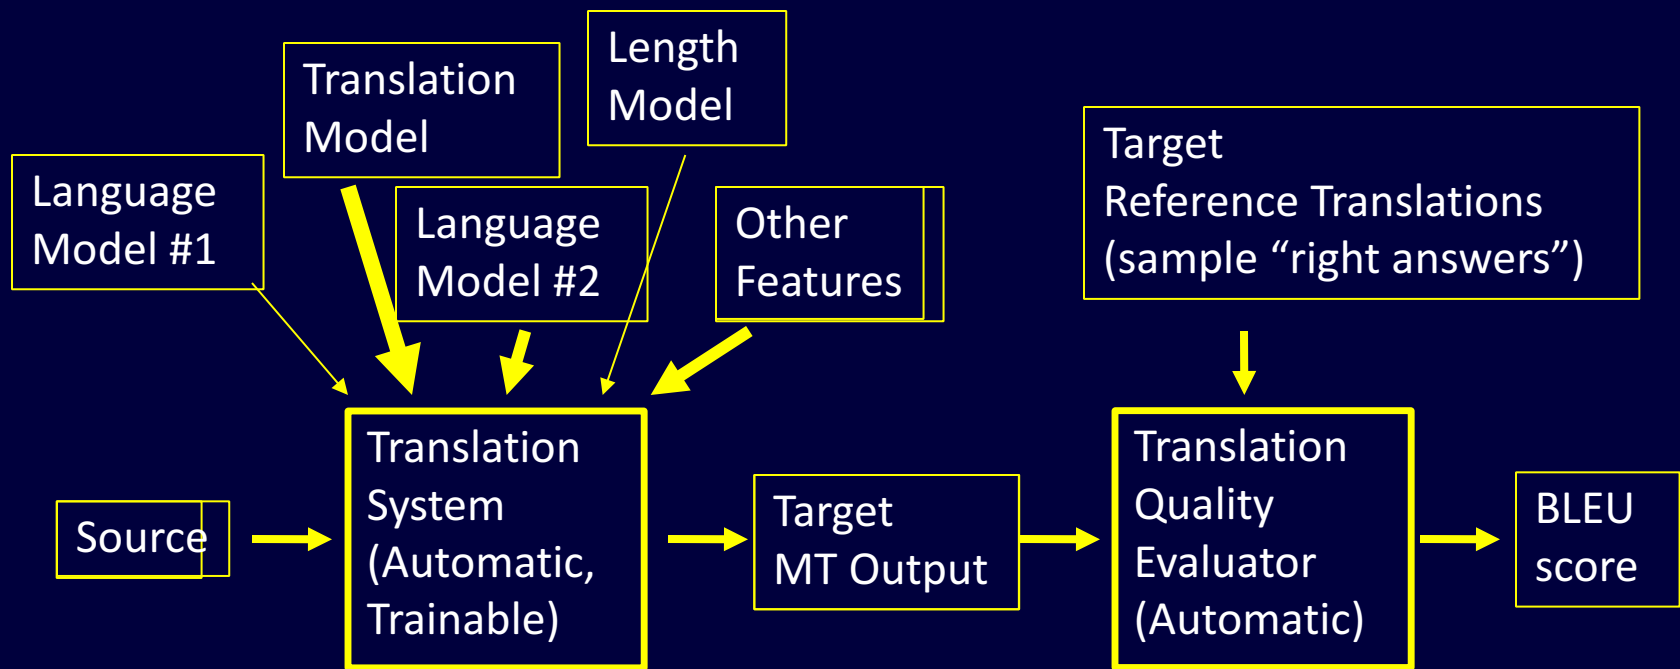 Length
Model
Translation
Model
Language
Model #1
Language
Model #2
Other
Features
Target
Reference Translations
(sample “right answers”)
Source
Translation
System
(Automatic,
Trainable)
Target
MT Output
Translation
Quality
Evaluator
(Automatic)
BLEU
score